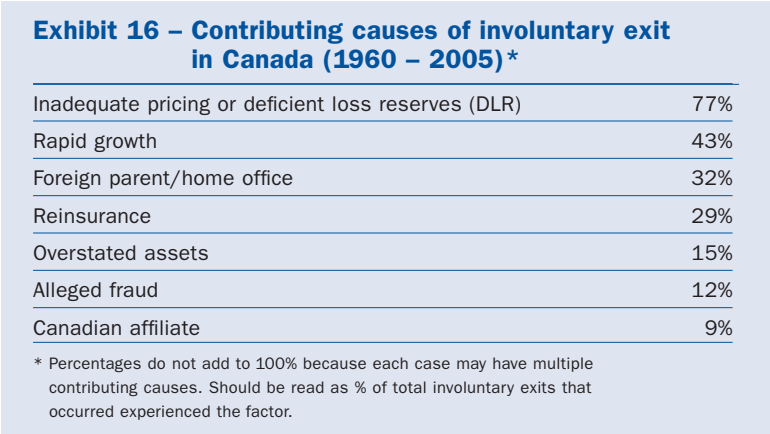 Exhibit 16 – Contributing causes of involuntary exit
in Canada (1960 – 2005)*
Inadequate pricing or deficient loss reserves (DLR) 77%
Rapid growth 43%
Foreign parent/home office 32%
Reinsurance 29%
Overstated assets 15%
Alleged fraud 12%
Canadian affiliate 9%
* Percentages do not add to 100% because each case may have multiple
contributing causes. Should be read as % of total involuntary exits that
occurred experienced the factor.